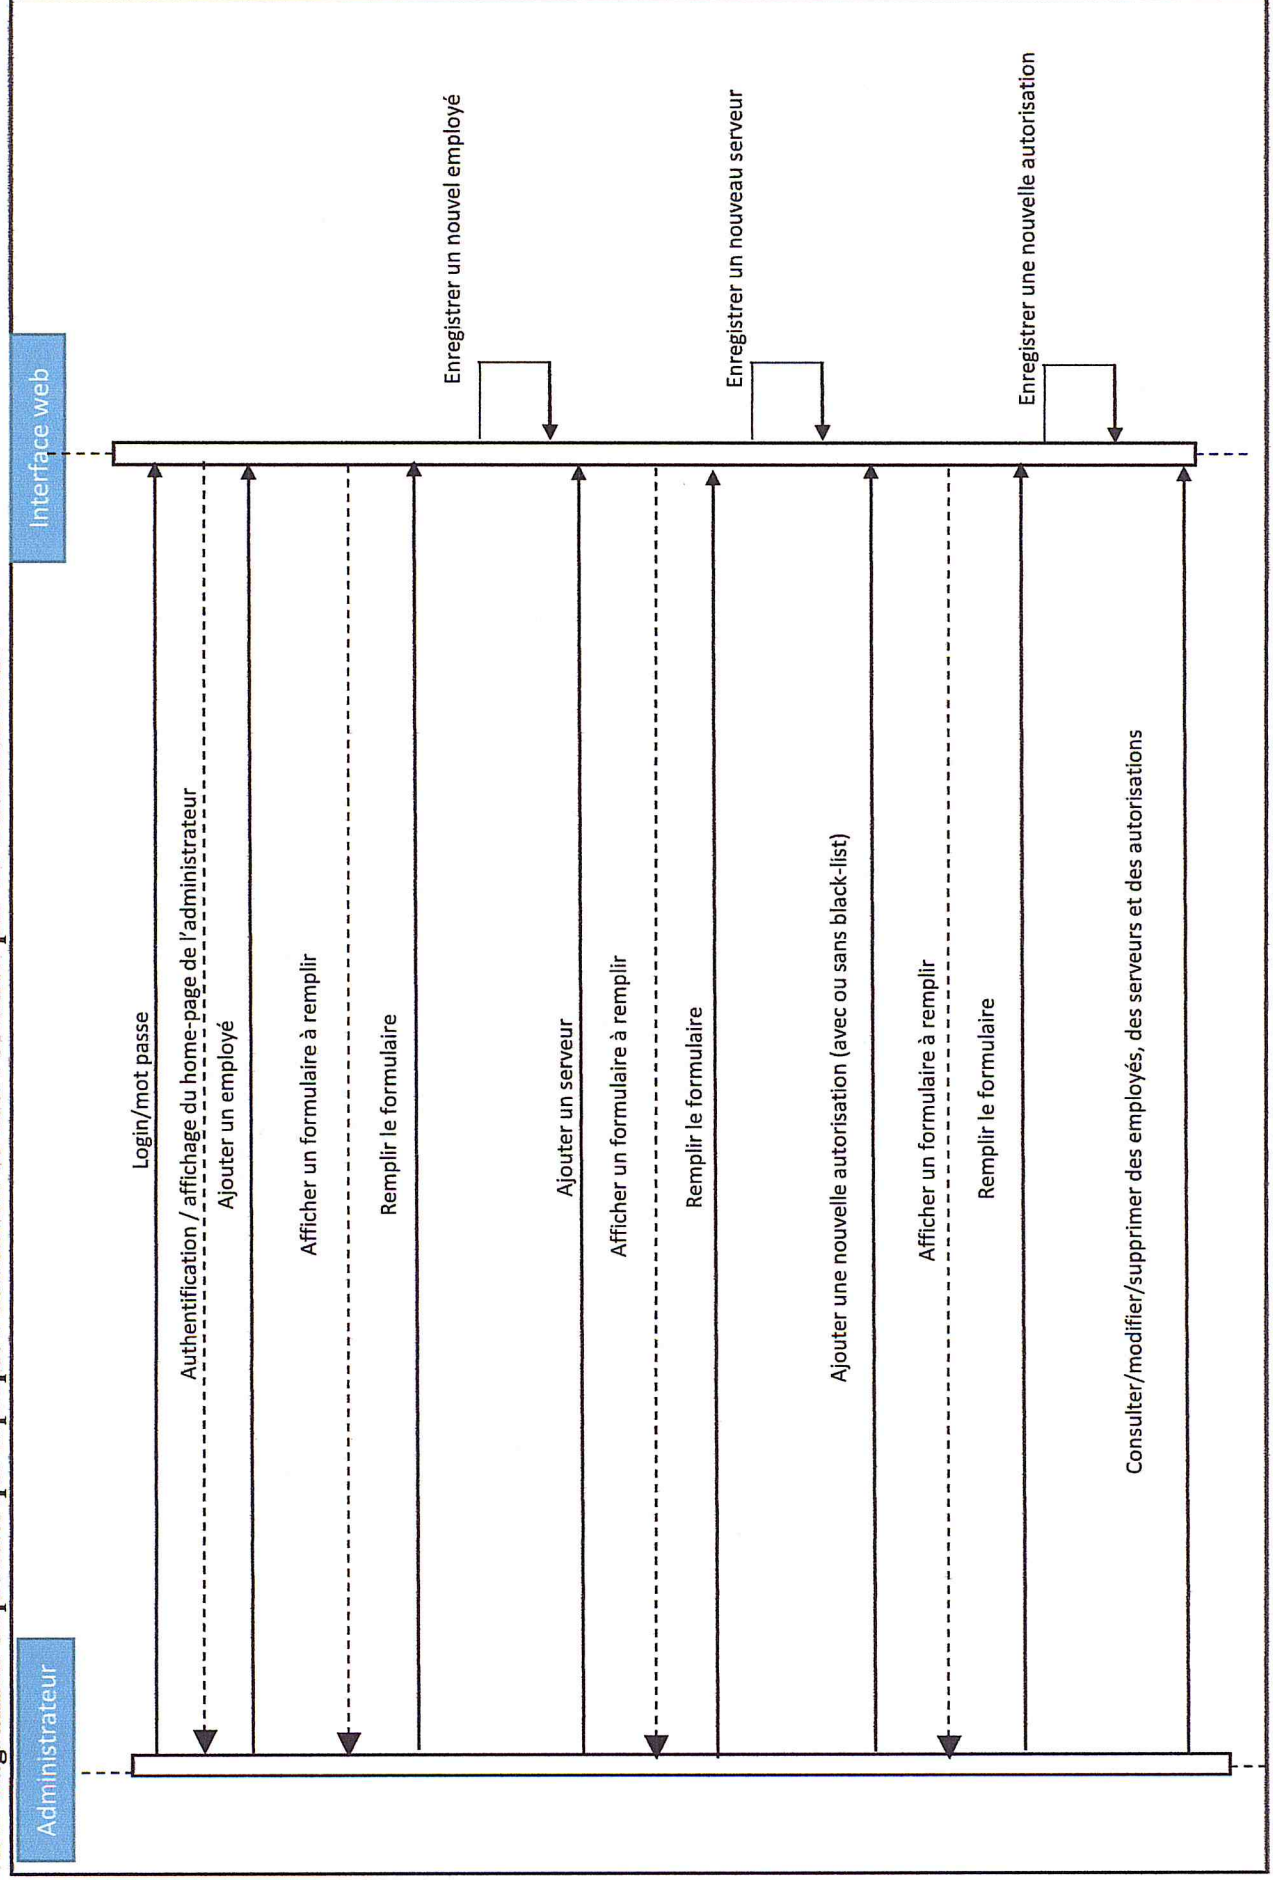 Administrateur
Interface web
Login/mot passe
Authentification / affichage du home-page de l'administrateur
Ajouter un employé
Afficher un formulaire à remplir
Remplir le formulaire
Enregistrer un nouvel employé
Ajouter un serveur
Afficher un formulaire à remplir
Remplir le formulaire
Enregistrer un nouveau serveur
Ajouter une nouvelle autorisation (avec ou sans black-list)
Afficher un formulaire à remplir
Remplir le formulaire
Enregistrer une nouvelle autorisation
Consulter/modifier/supprimer des employés, des serveurs et des autorisations